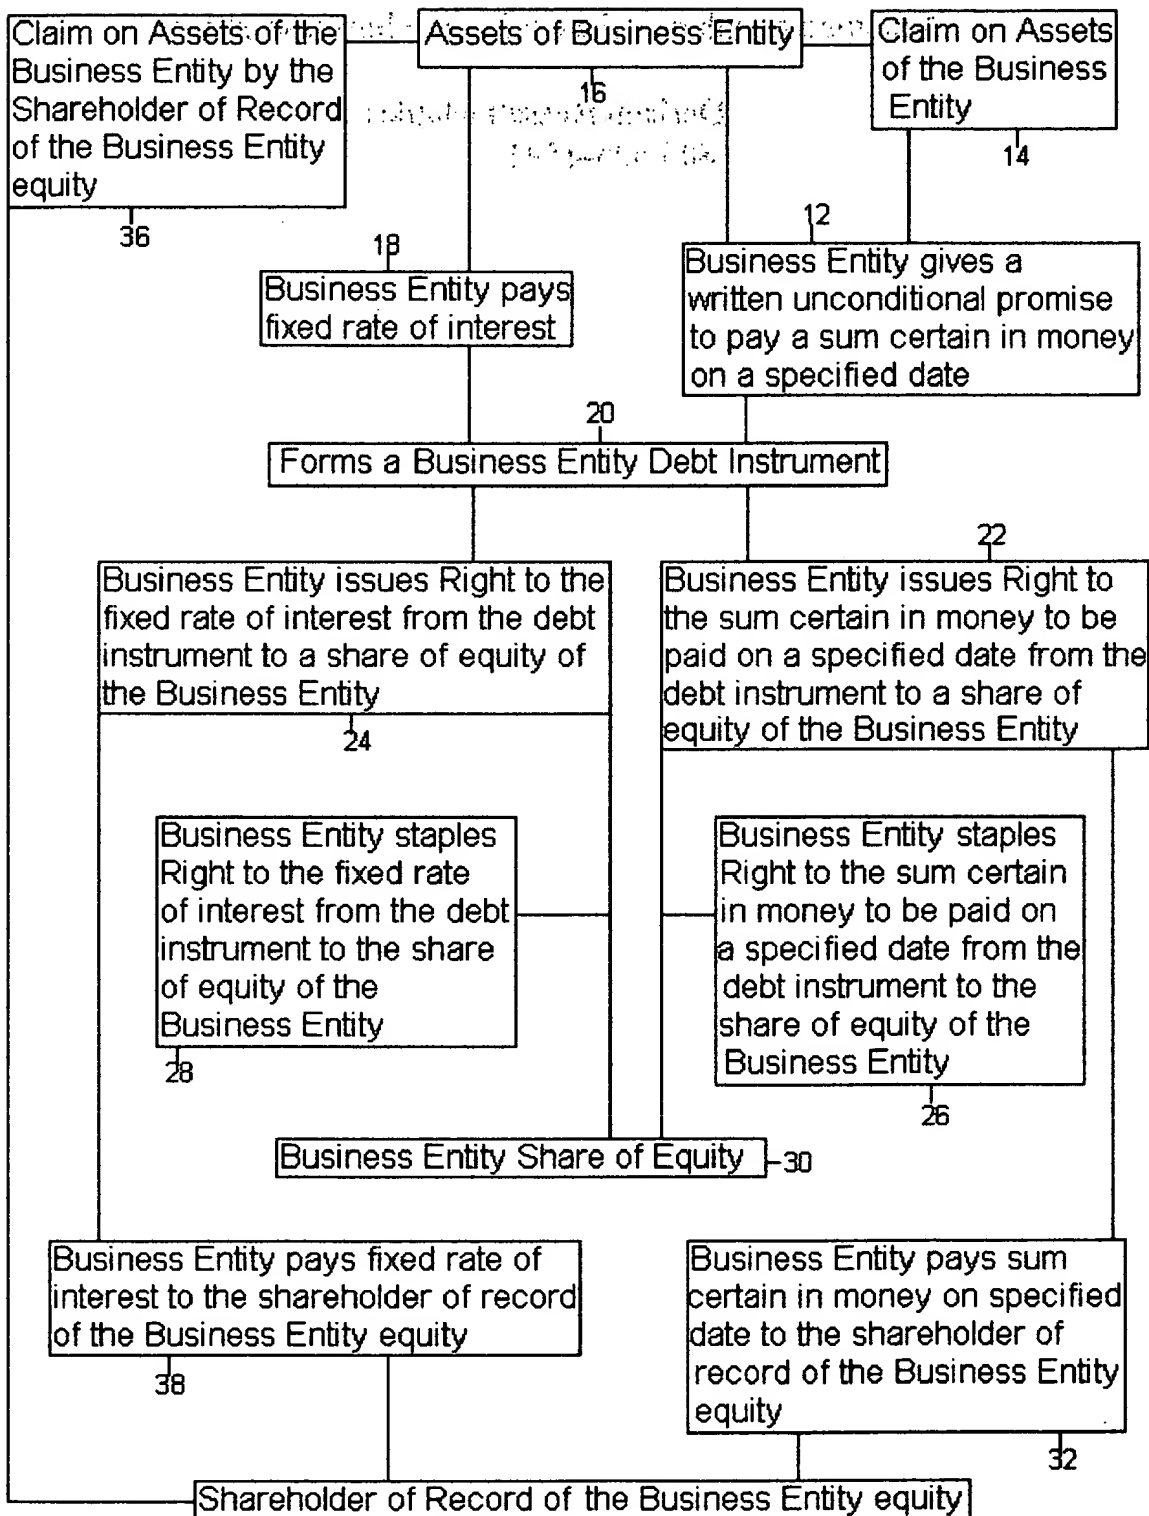 Claim on Assets of the
Business Entity by the
Shareholder of Record
of the Business Entity
equity
36
Assets of Business Entity
16
Claim on Assets
of the Business
Entity
14
18
Business Entity pays
fixed rate of interest
12
Business Entity gives a
written unconditional promise
to pay a sum certain in money
on a specified date
20
Forms a Business Entity Debt Instrument
Business Entity issues Right to the
fixed rate of interest from the debt
instrument to a share of equity of
the Business Entity
24
22
Business Entity issues Right to
the sum certain in money to be
paid on a specified date from the
debt instrument to a share of
equity of the Business Entity
Business Entity staples
Right to the fixed rate
of interest from the debt
instrument to the share
of equity of the
Business Entity
28
Business Entity staples
Right to the sum certain
in money to be paid on
a specified date from the
debt instrument to the
share of equity of the
Business Entity
26
Business Entity Share of Equity
30
Business Entity pays fixed rate of
interest to the shareholder of record
of the Business Entity equity
38
Business Entity pays sum
certain in money on specified
date to the shareholder of
record of the Business Entity
equity
32
Shareholder of Record of the Business Entity equity